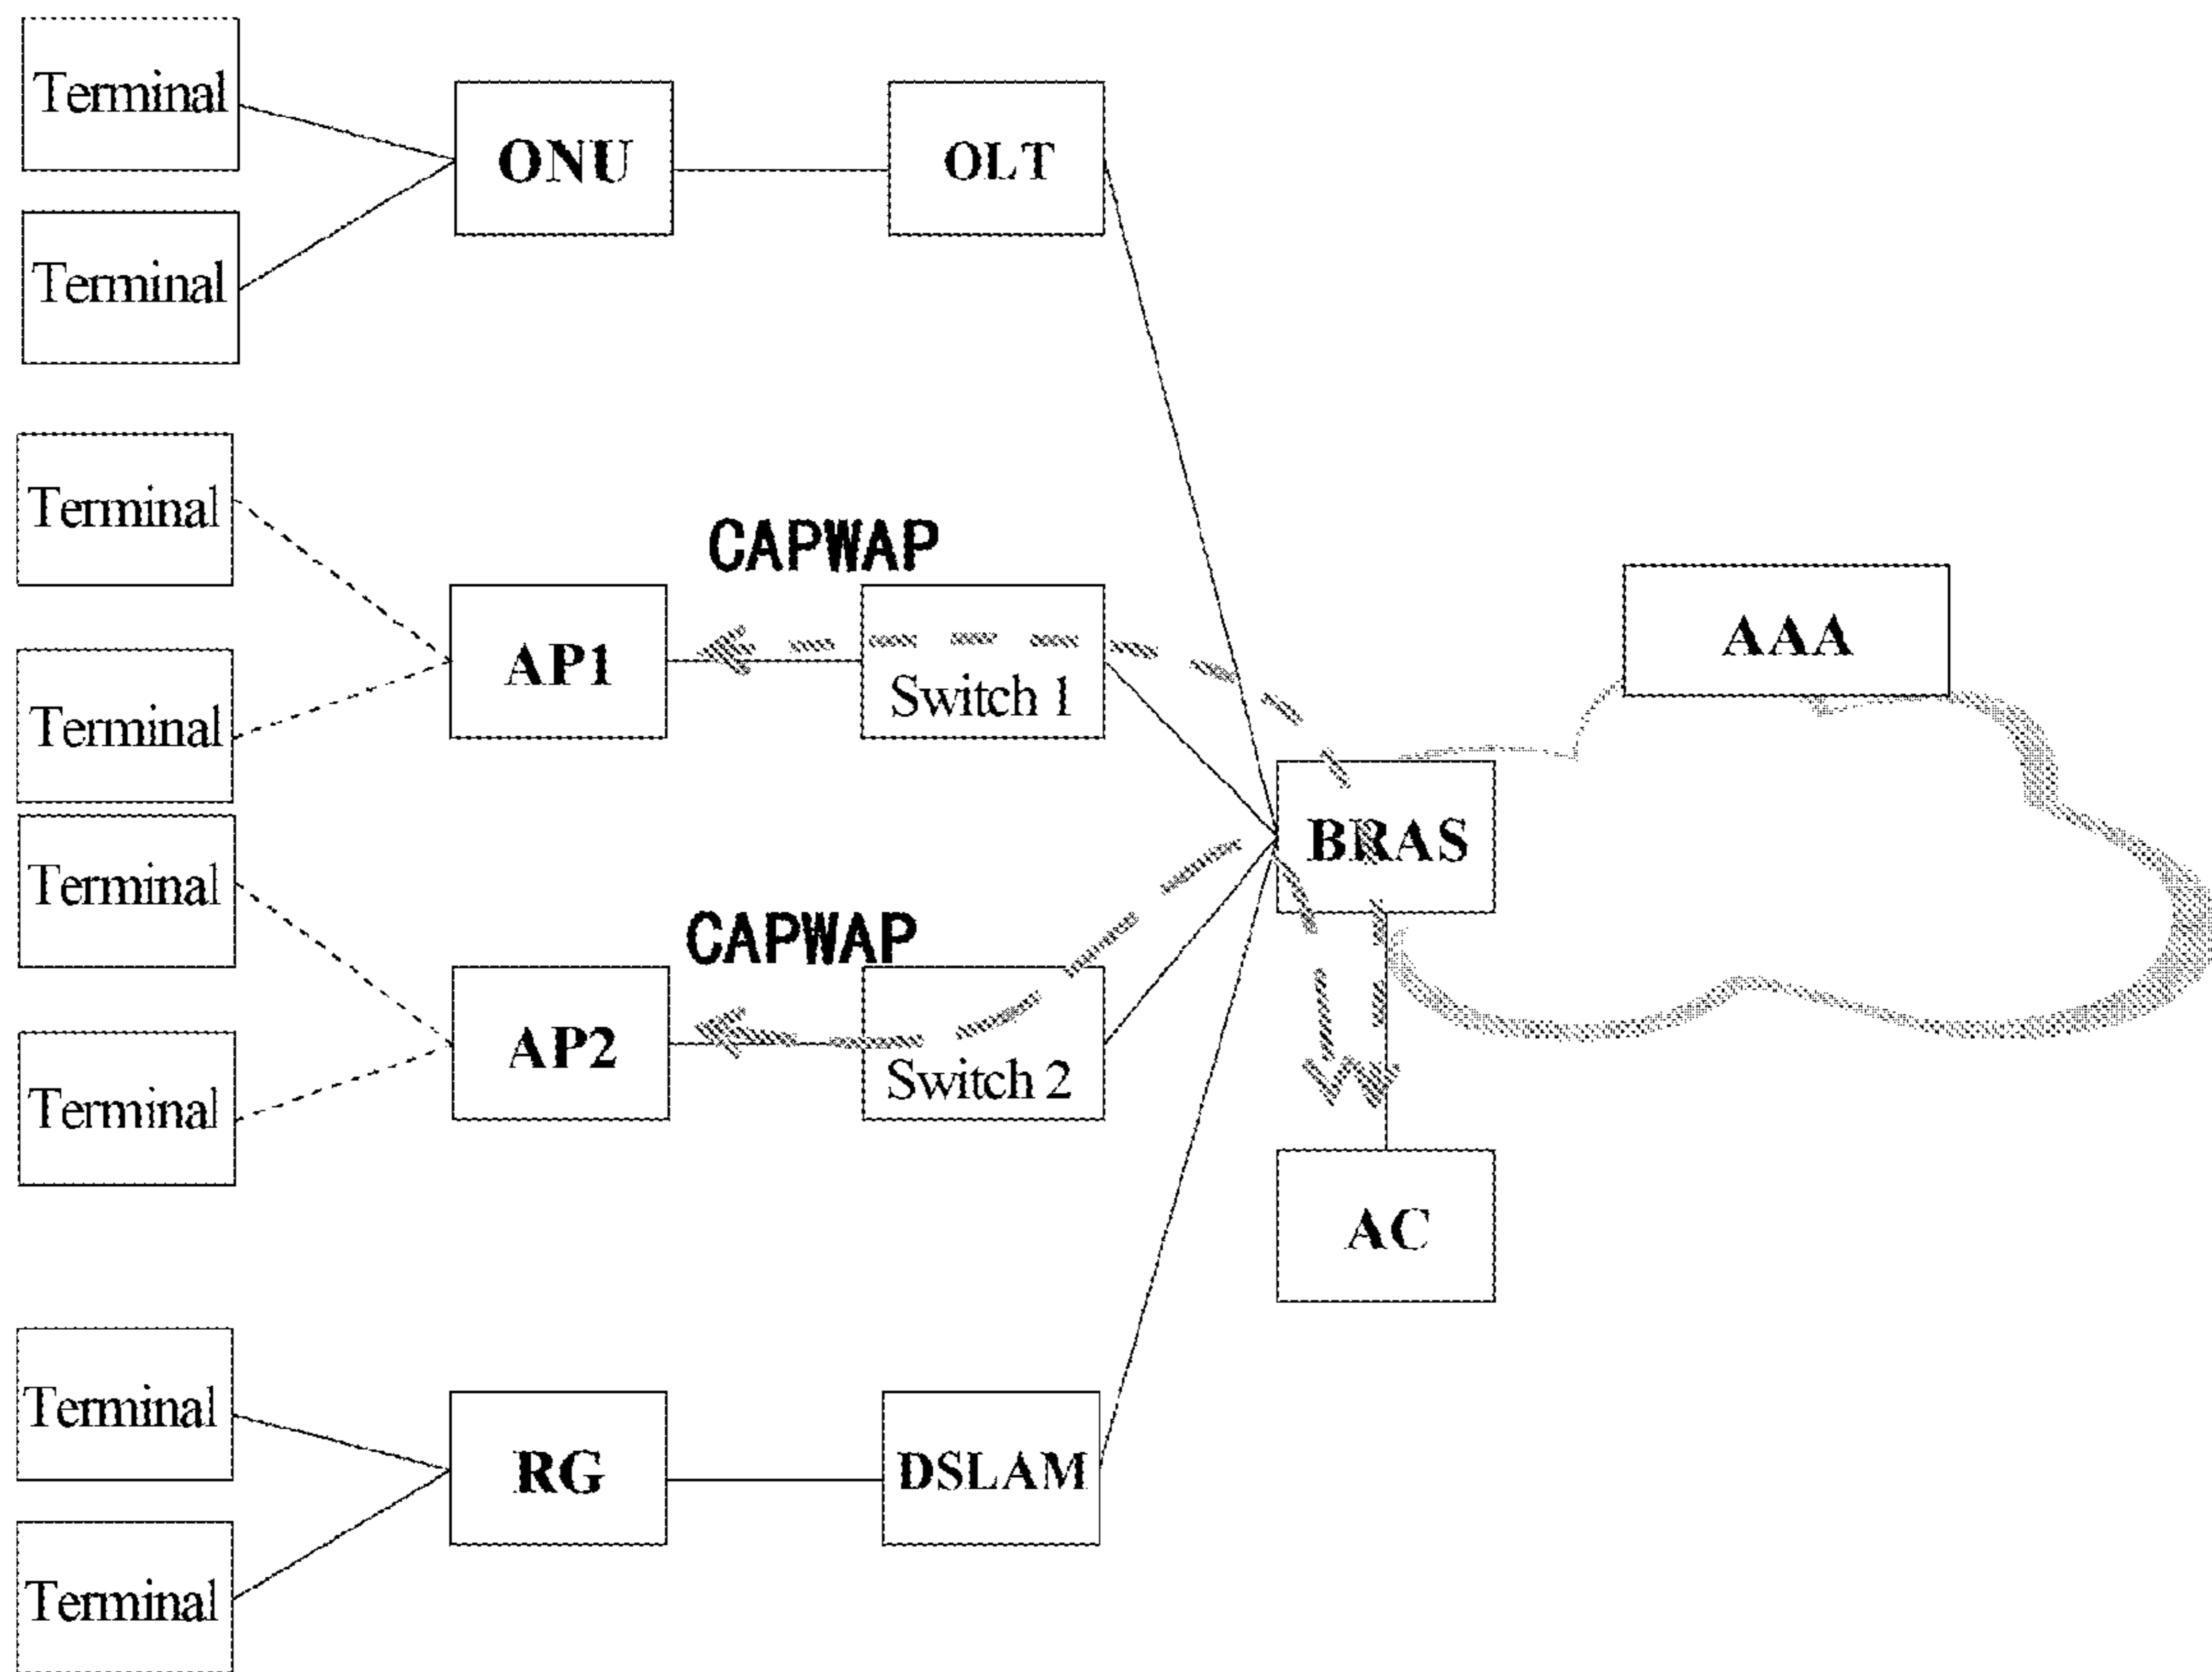 Terminal
ONU
OLT
Terminal
Terminal
CAPWAP
AP1
Switch 1
AAA
Terminal
Terminal
BRAS
CAPWAP
AP2
Switch 2
Terminal
AC
Terminal
RG
DSLAM
Terminal